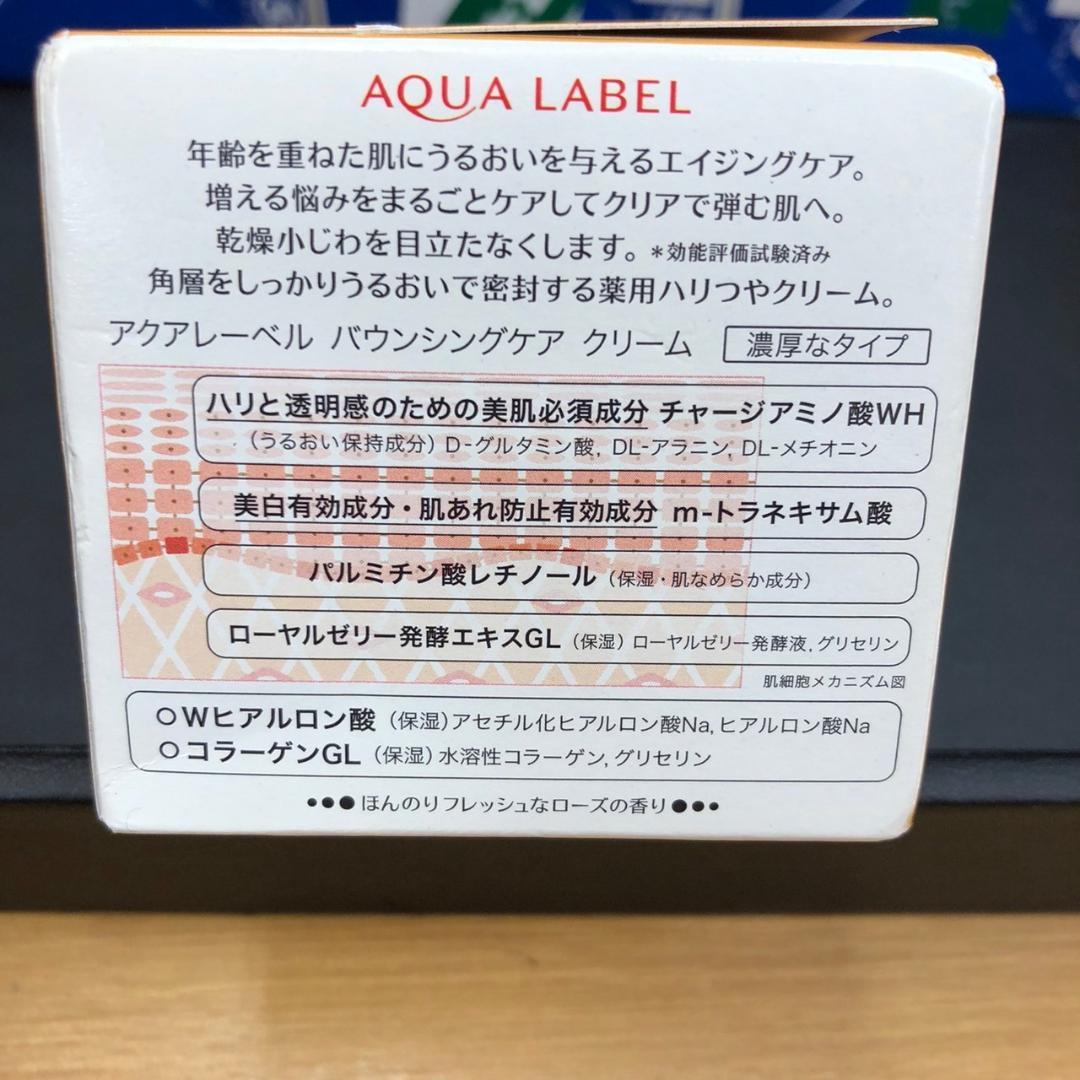 AQUA LABEL
年齢を重ねた肌にうるおいを与えるエイジングケア。
増える悩みをまるごとケアしてクリアで弾む肌へ。
乾燥小じわを目立たなくします。*効能評価試験済み
角層をしっかりうるおいで密封する薬用ハリつやクリーム。
アクアレーベル バウンシングケア クリーム 濃厚なタイプ
ハリと透明感のための美肌必須成分 チャージアミノ酸WH
(うるおい保持成分) D-グルタミン酸, DL-アラニン, DL-メチオニン
美白有効成分・肌あれ防止有効成分 m-トラネキサム酸
パルミチン酸レチノール (保湿・肌なめらか成分)
ローヤルゼリー発酵エキスGL (保湿) ローヤルゼリー発酵液, グリセリン
肌細胞メカニズム図
○Wヒアルロン酸 (保湿)アセチル化ヒアルロン酸Na, ヒアルロン酸Na
○コラーゲンGL (保湿) 水溶性コラーゲン, グリセリン
•●● ほんのりフレッシュなローズの香り ●●•